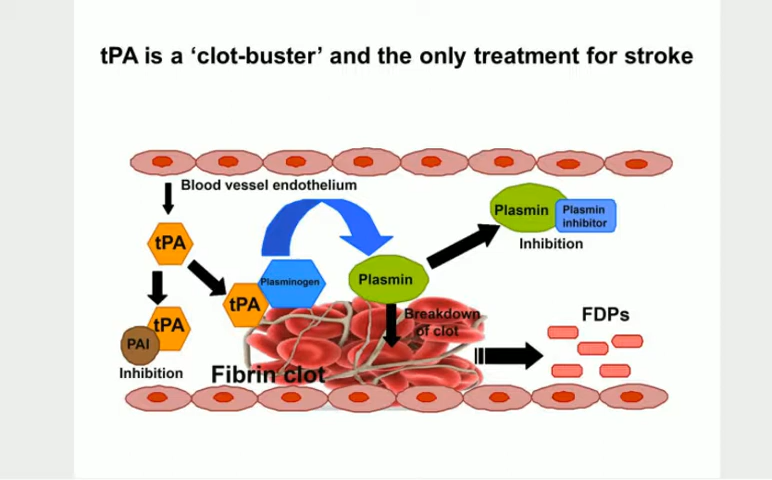 tPA is a ‘clot-buster’ and the only treatment for stroke
Blood vessel endothelium
tPA
Plasmin
Plasmin
inhibitor
Inhibition
Plasminogen
tPA
Plasmin
tPA
PAI
Inhibition
Breakdown
of clot
FDPs
Fibrin clot